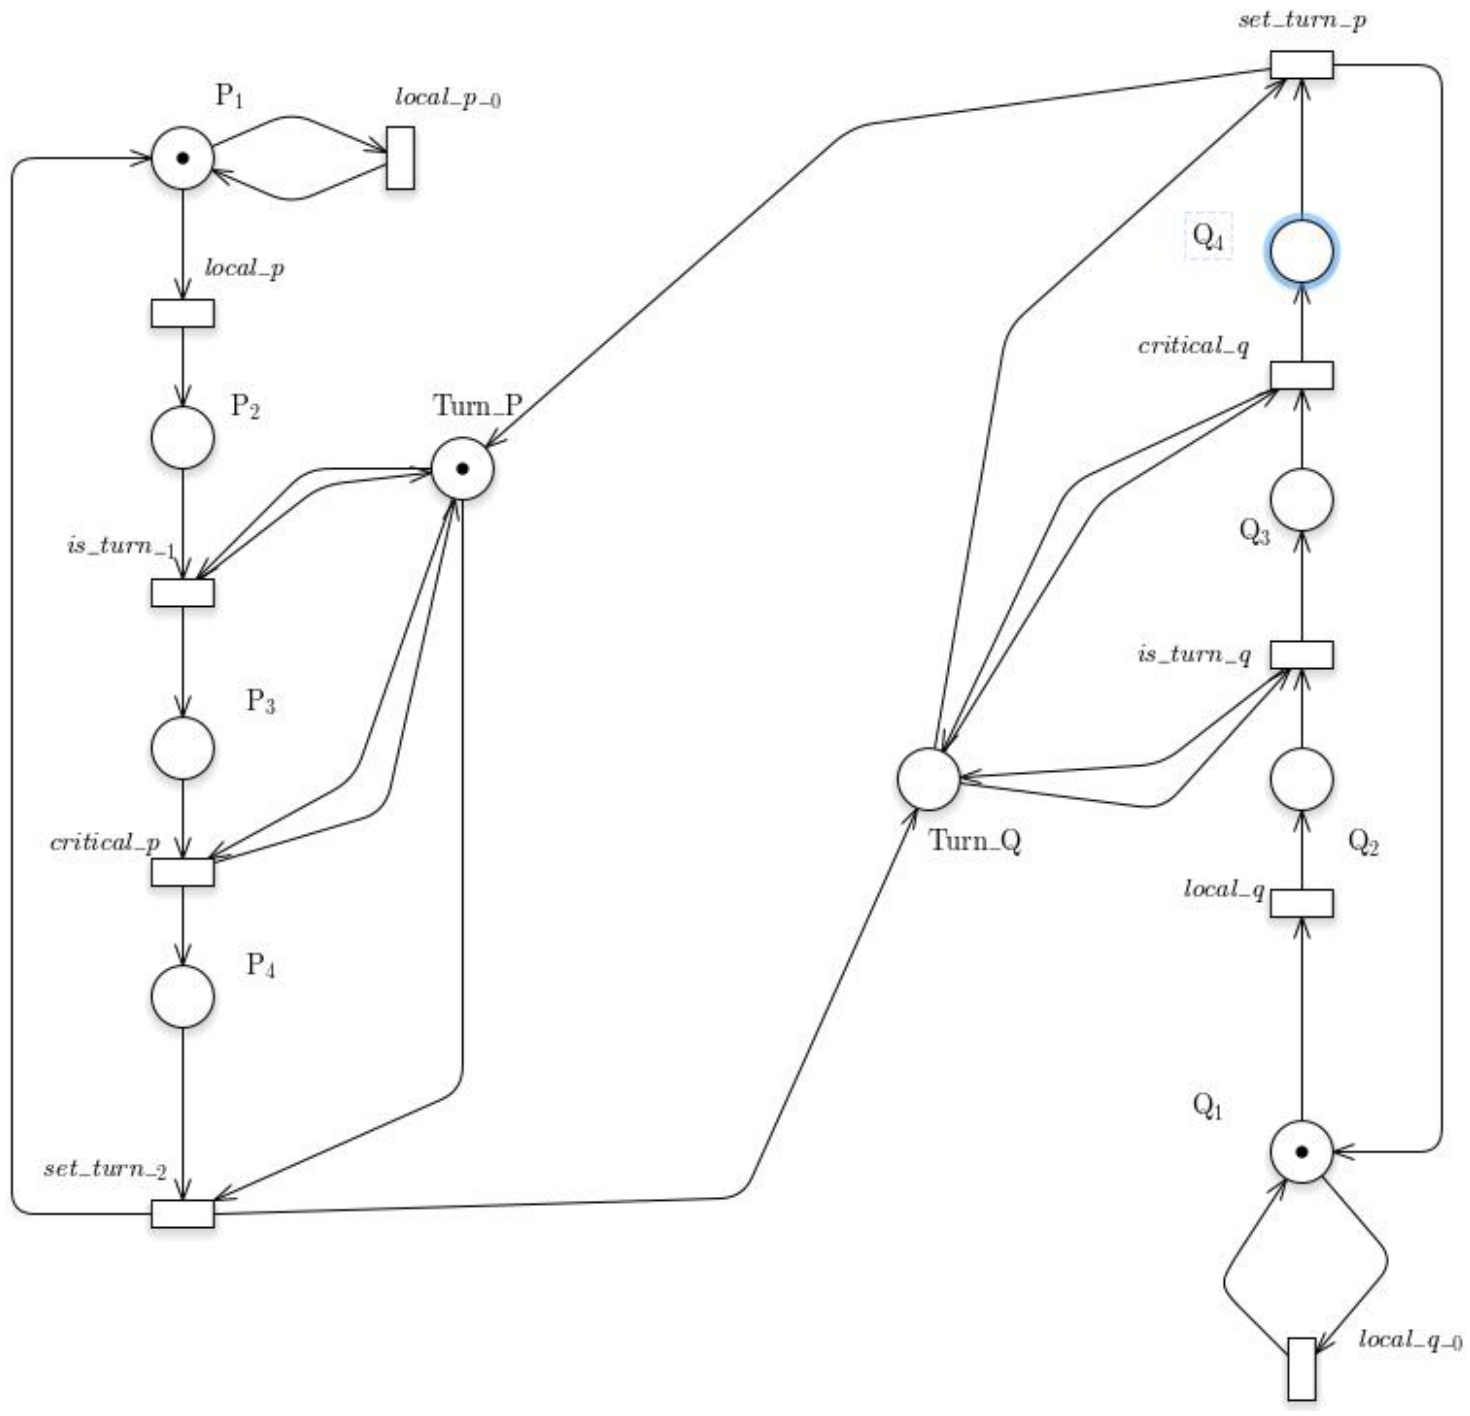 set_turn_p
P₁
local_p_0
local_p
Q₄
critical_q
P₂
Turn_P
Q₃
is_turn_1
is_turn_q
P₃
critical_p
Turn_Q
Q₂
local_q
P₄
Q₁
set_turn_2
local_q_0